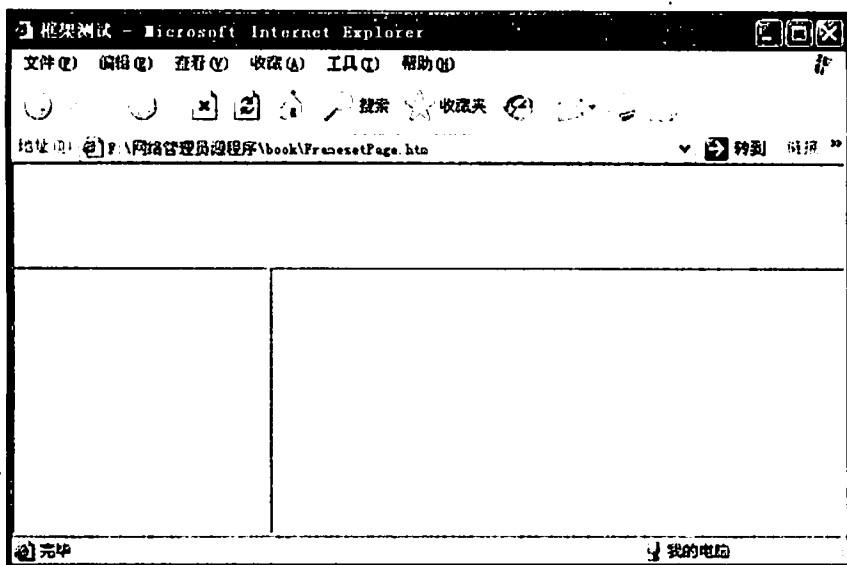 框架测试 - Microsoft Internet Explorer
文件(F) 编辑(E) 查看(V) 收藏(A) 工具(T) 帮助(H)
搜索 收藏夹
地址(D) F:\网络管理员\程序\book\FramesetPage.htm 转到 链接 »
完毕 我的电脑